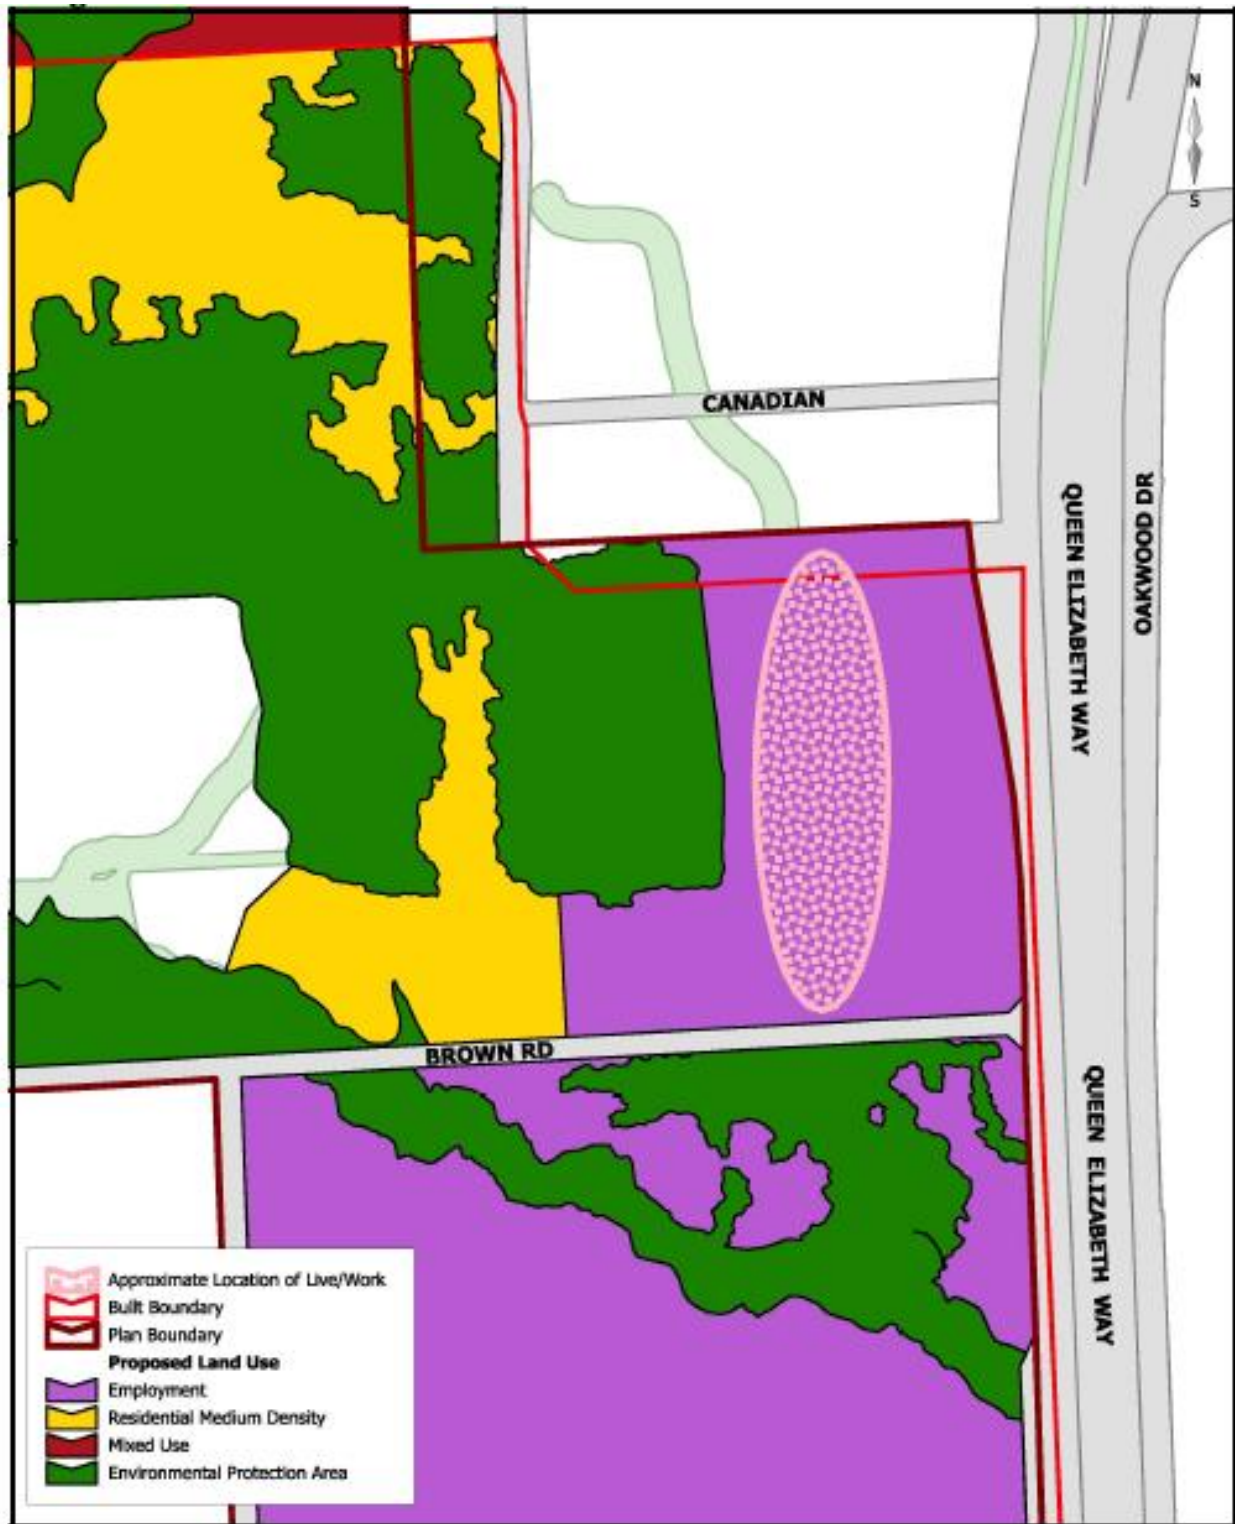 N
S
CANADIAN
QUEEN ELIZABETH WAY
OAKWOOD DR
BROWN RD
QUEEN ELIZABETH WAY
Approximate Location of Live/Work
Built Boundary
Plan Boundary
Proposed Land Use
Employment
Residential Medium Density
Mixed Use
Environmental Protection Area